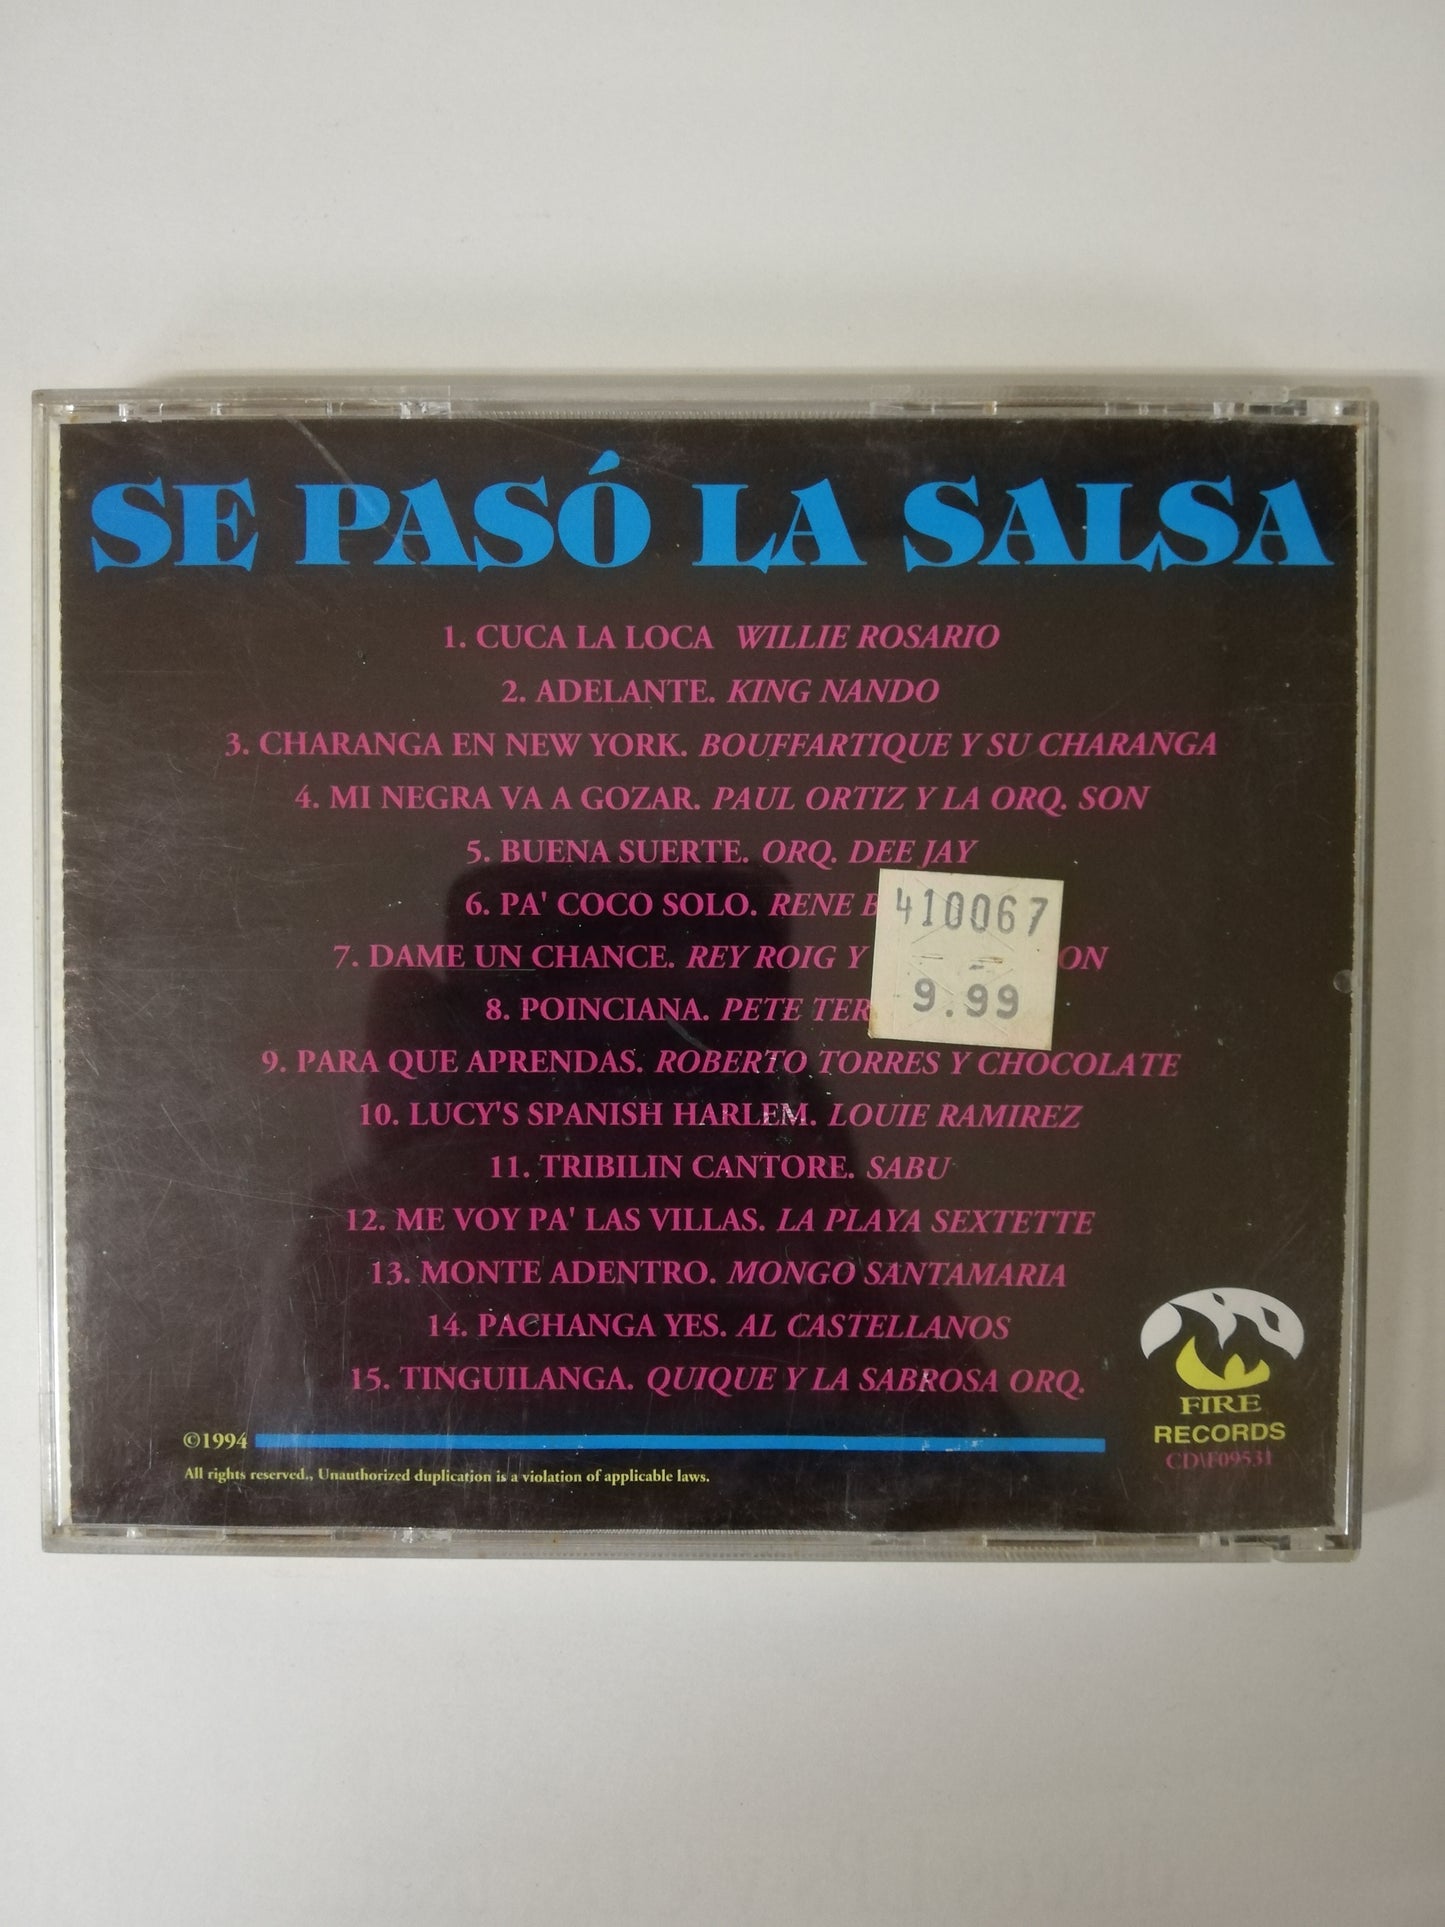 SE PASÓ LA SALSA
1. CUCA LA LOCA WILLIE ROSARIO
2. ADELANTE. KING NANDO
3. CHARANGA EN NEW YORK. BOUFFARTIQUE Y SU CHARANGA
4. MI NEGRA VA A GOZAR. PAUL ORTIZ Y LA ORQ. SON
5. BUENA SUERTE. ORQ. DEE JAY
6. PA' COCO SOLO. RENE
410067
7. DAME UN CHANCE. REY ROIG Y
9.99
8. POINCIANA. PETE
9. PARA QUE APRENDAS. ROBERTO TORRES Y CHOCOLATE
10. LUCY'S SPANISH HARLEM. LOUIE RAMIREZ
11. TRIBILIN CANTORE. SABU
12. ME VOY PA' LAS VILLAS. LA PLAYA SEXTETTE
13. MONTE ADENTRO. MONGO SANTAMARIA
14. PACHANGA YES. AL CASTELLANOS
15. TINGUILANGA. QUIQUE Y LA SABROSA ORQ.
FIRE
RECORDS
CD\F09531
©1994
All rights reserved., Unauthorized duplication is a violation of applicable laws.